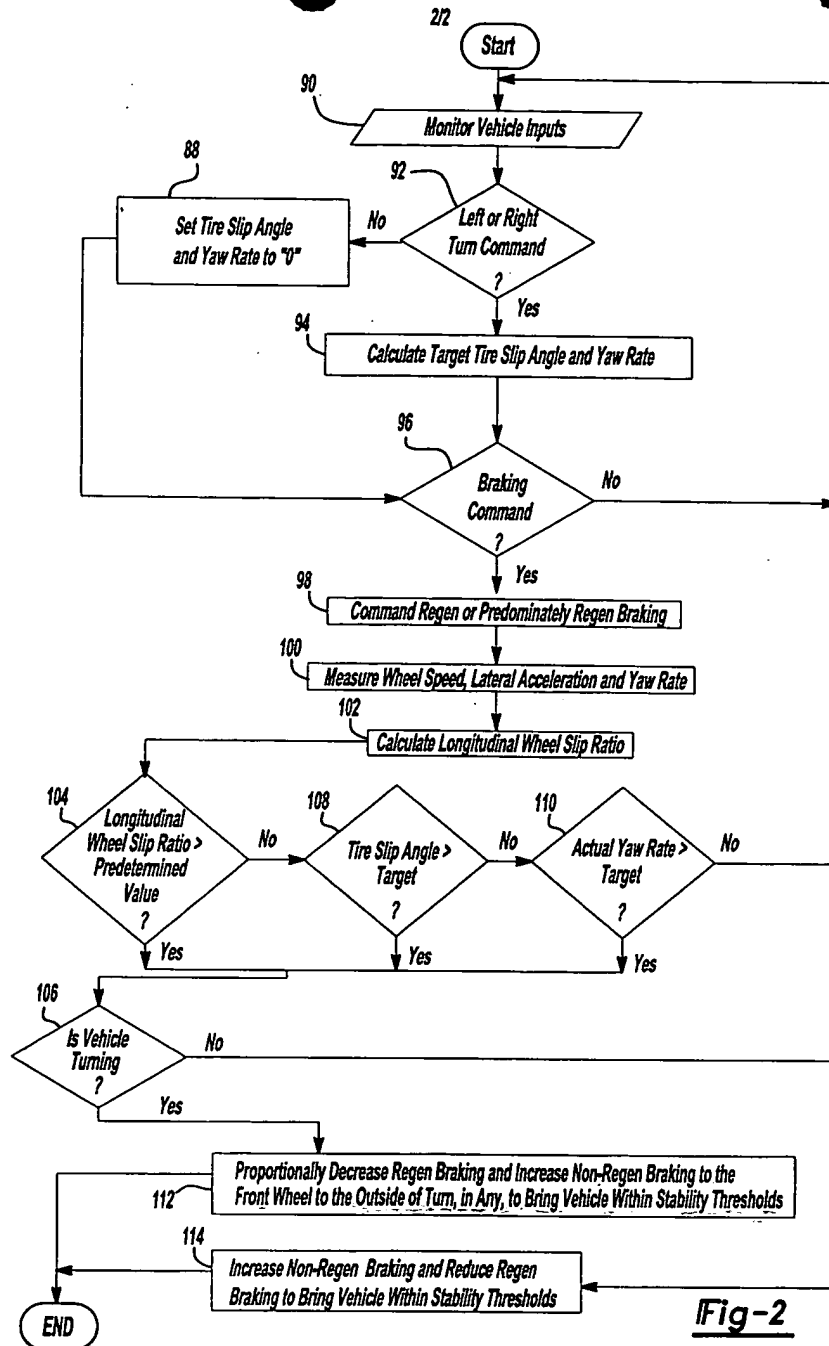 2/2
Start
90
Monitor Vehicle Inputs
88
92
Set Tire Slip Angle
and Yaw Rate to "0"
No
Left or Right
Turn Command
?
Yes
94
Calculate Target Tire Slip Angle and Yaw Rate
96
Braking
Command
?
No
Yes
98
Command Regen or Predominately Regen Braking
100
Measure Wheel Speed, Lateral Acceleration and Yaw Rate
102
Calculate Longitudinal Wheel Slip Ratio
104
Longitudinal
Wheel Slip Ratio >
Predetermined
Value
?
No
108
Tire Slip Angle >
Target
?
No
110
Actual Yaw Rate >
Target
?
No
Yes
Yes
Yes
106
Is Vehicle
Turning
?
No
Yes
Proportionally Decrease Regen Braking and Increase Non-Regen Braking to the
Front Wheel to the Outside of Turn, in Any, to Bring Vehicle Within Stability Thresholds
112
114
Increase Non-Regen Braking and Reduce Regen
Braking to Bring Vehicle Within Stability Thresholds
END
Fig-2